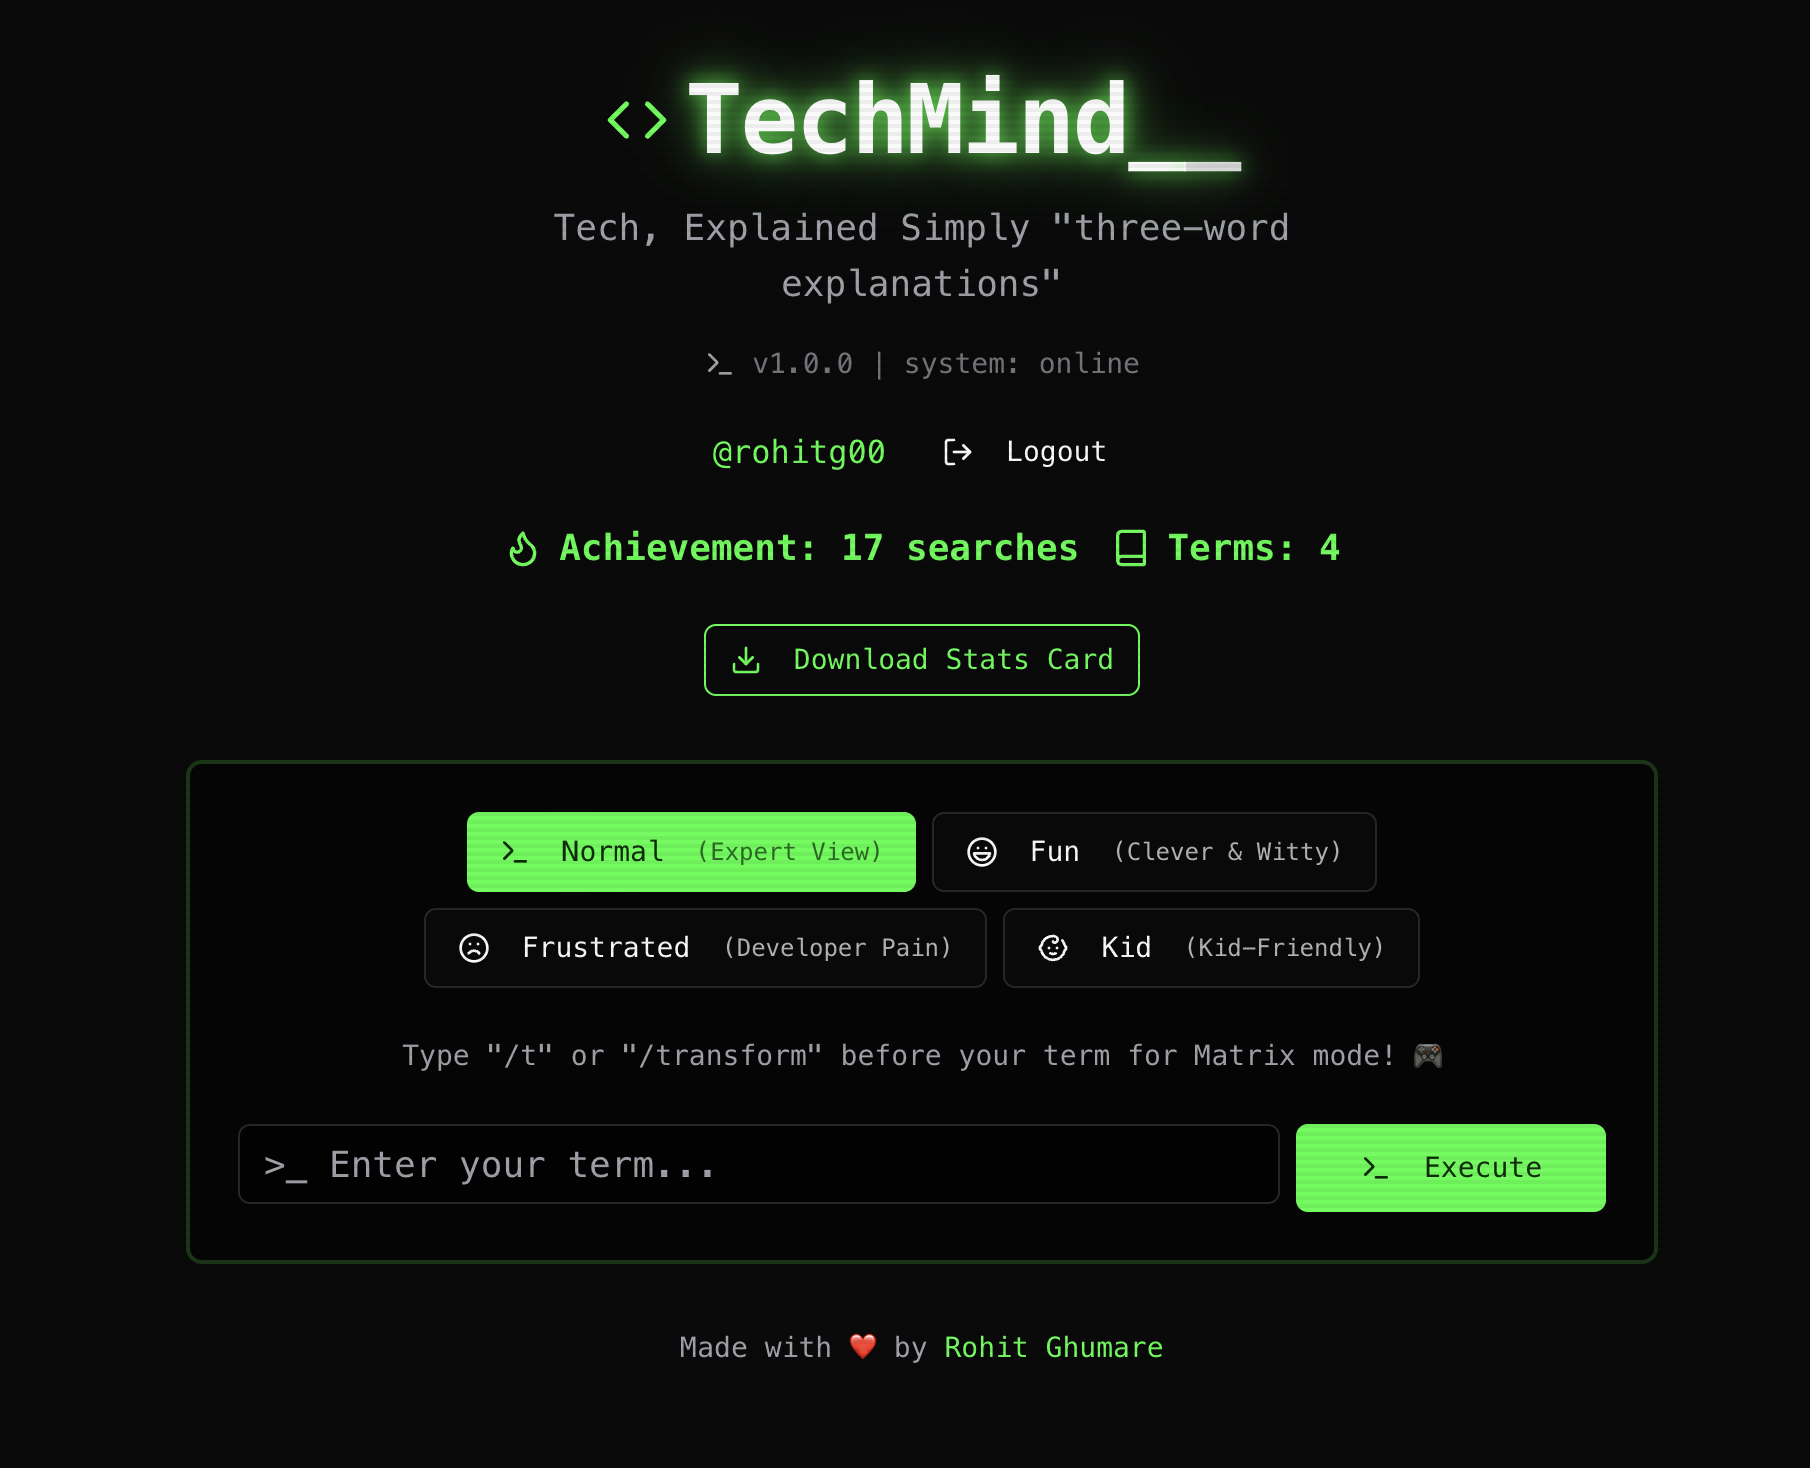 <> TechMind__
Tech, Explained Simply "three-word
explanations"
>_ v1.0.0 | system: online
@rohitg00 Logout
Achievement: 17 searches Terms: 4
Download Stats Card
>_ Normal (Expert View) Fun (Clever & Witty)
Frustrated (Developer Pain) Kid (Kid-Friendly)
Type "/t" or "/transform" before your term for Matrix mode! 🎮
>_ Enter your term... >_ Execute
Made with ❤️ by Rohit Ghumare